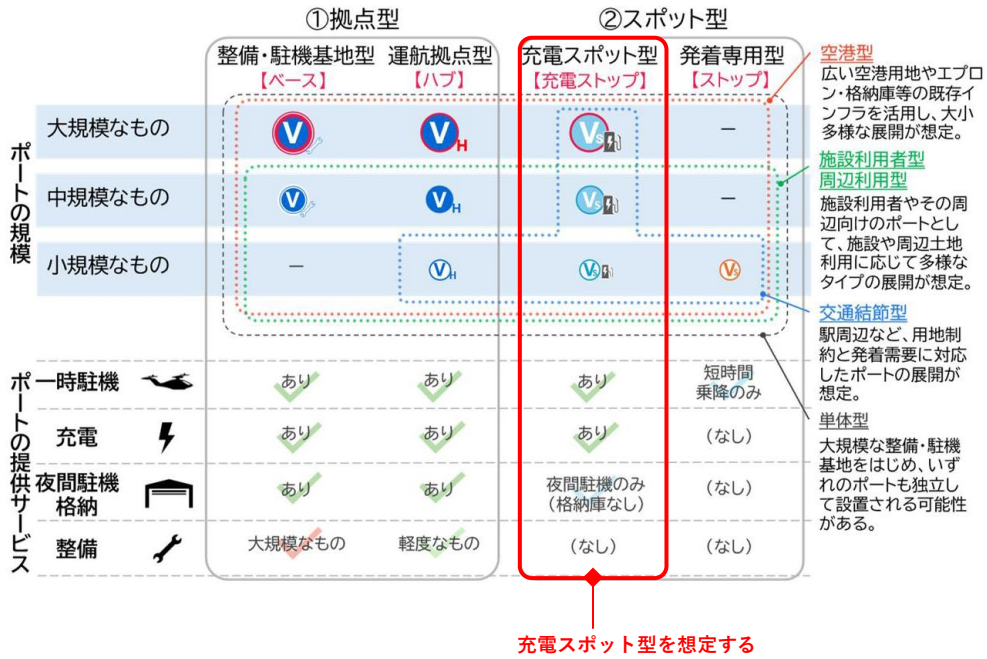 ①拠点型
②スポット型
整備・駐機基地型
【ベース】
運航拠点型
【ハブ】
充電スポット型
【充電ストップ】
発着専用型
【ストップ】
ポートの規模
大規模なもの
V
V H
Vs
―
中規模なもの
V
V H
Vs
―
小規模なもの
―
V H
Vs
Vs
空港型
広い空港用地やエプロ
ン・格納庫等の既存イ
ンフラを活用し、大小
多様な展開が想定。
施設利用者型
周辺利用型
施設利用者やその周
辺向けのポートとし
て、施設や周辺土地
利用に応じて多様な
タイプの展開が想定。
交通結節型
駅周辺など、用地制
約と発着需要に対応
したポートの展開が
想定。
単体型
大規模な整備・駐機
基地をはじめ、いず
れのポートも独立し
て設置される可能性
がある。
ポートの提供サービス
一時駐機
あり
あり
あり
短時間
乗降のみ
充電
あり
あり
あり
(なし)
夜間駐機
格納
あり
あり
夜間駐機のみ
(格納庫なし)
(なし)
整備
大規模なもの
軽度なもの
(なし)
(なし)
充電スポット型を想定する